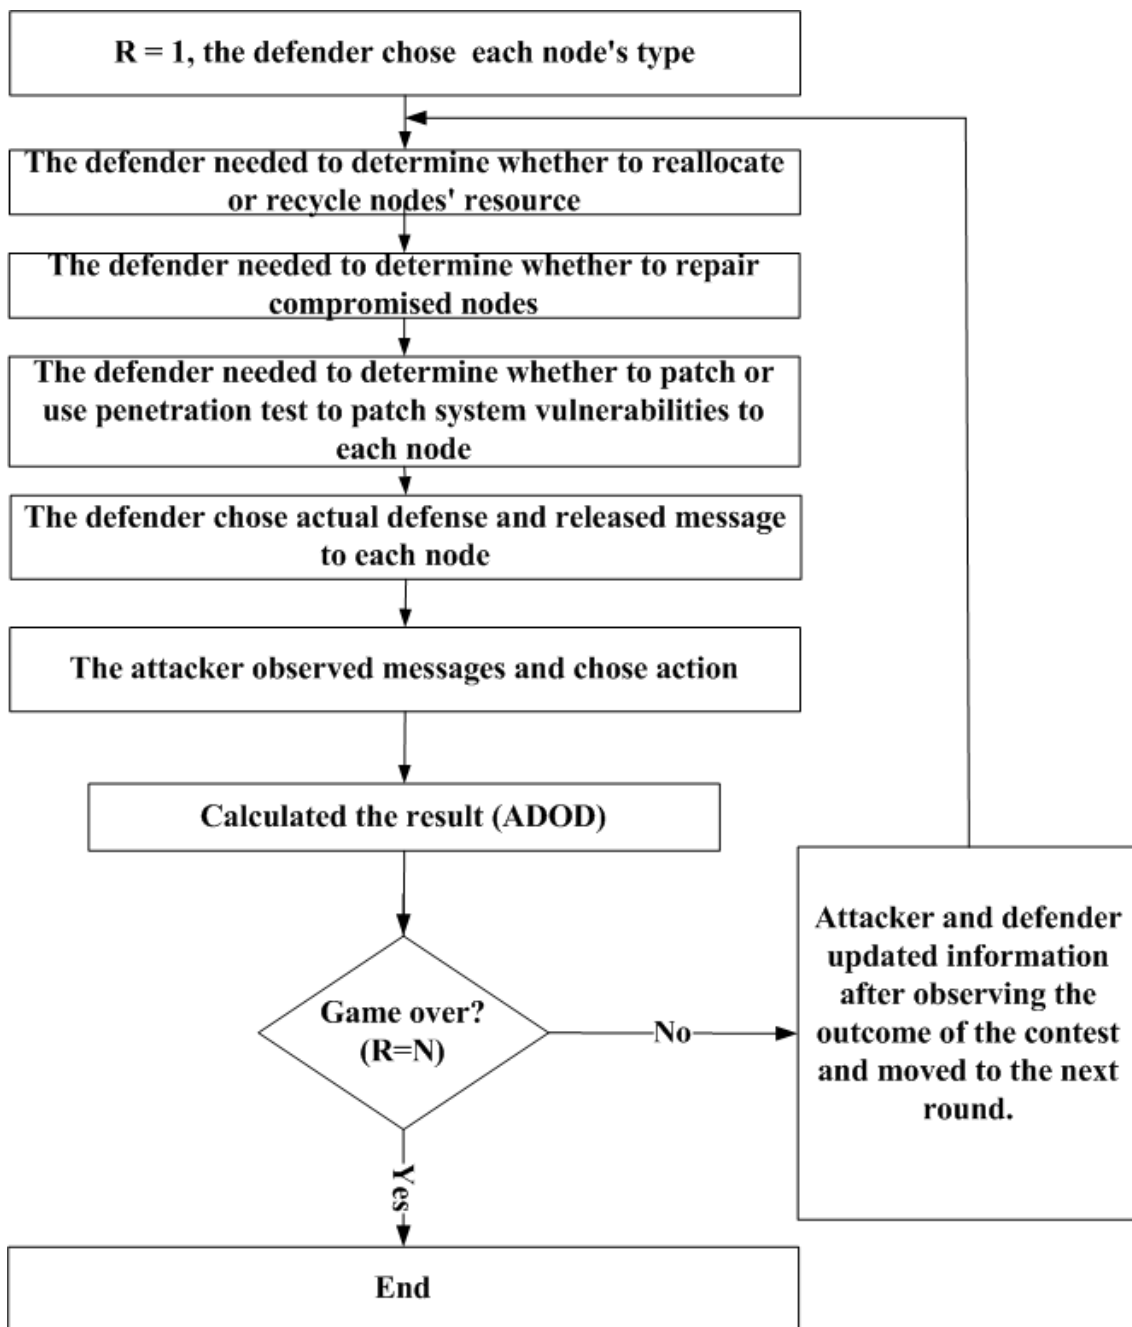 R = 1, the defender chose each node's type
The defender needed to determine whether to reallocate
or recycle nodes' resource
The defender needed to determine whether to repair
compromised nodes
The defender needed to determine whether to patch or
use penetration test to patch system vulnerabilities to
each node
The defender chose actual defense and released message
to each node
The attacker observed messages and chose action
Calculated the result (ADOD)
Game over?
(R=N)
No
Attacker and defender
updated information
after observing the
outcome of the contest
and moved to the next
round.
Yes
End